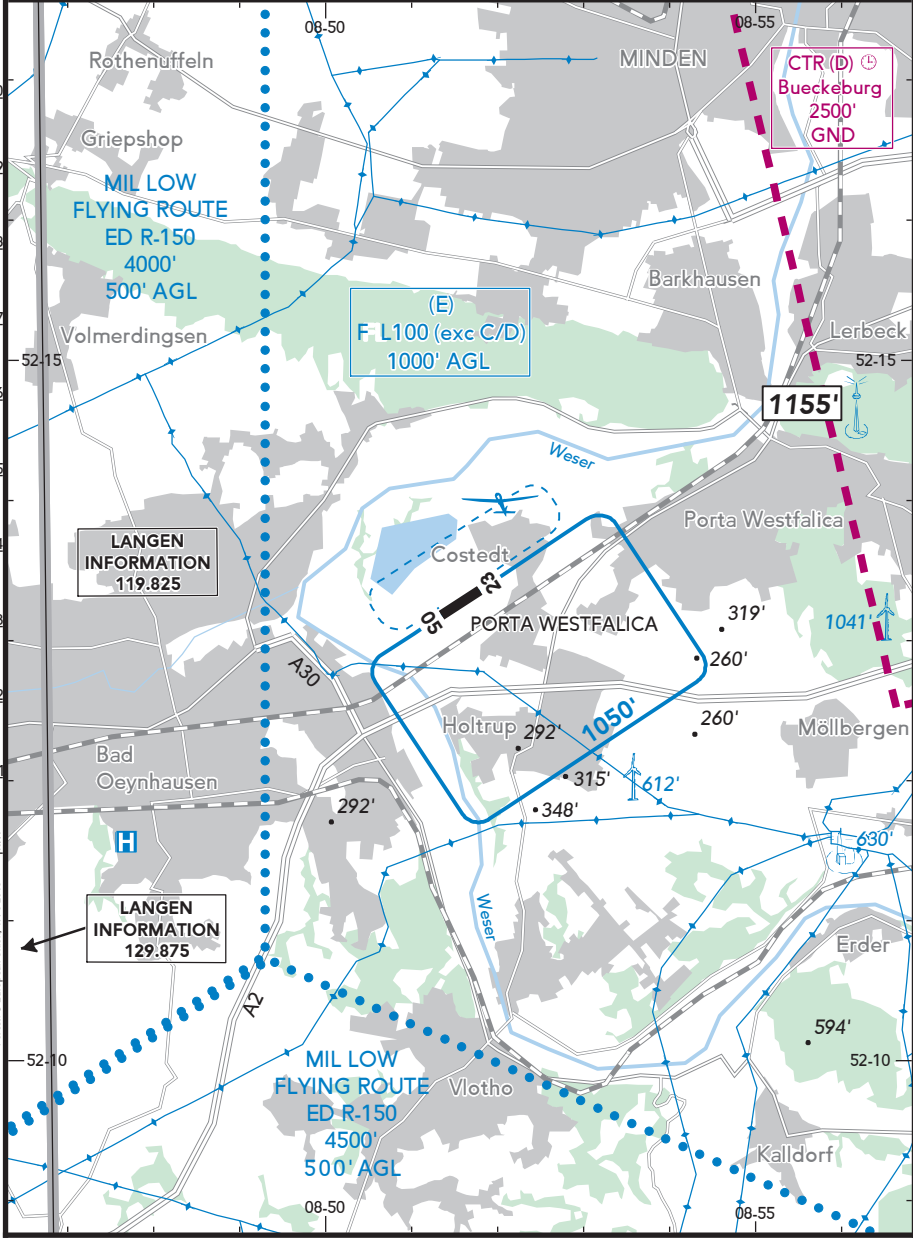 08-50
08-55
Rothenuffeln
MINDEN
CTR (D)
Bueckeburg
2500'
GND
Griepshop
MIL LOW
FLYING ROUTE
ED R-150
4000'
500' AGL
Barkhausen
(E)
F L100 (exc C/D)
1000' AGL
Volmerdingsen
Lerbeck
52-15
52-15
1155'
Weser
Porta Westfalica
LANGEN
INFORMATION
119.825
Costedt
23
05
PORTA WESTFALICA
319'
1041'
260'
A30
1050'
260'
Holtrup
292'
Möllbergen
Bad
Oeynhausen
315'
612'
292'
348'
630'
H
LANGEN
INFORMATION
129.875
Weser
Erder
A2
594'
52-10
52-10
MIL LOW
FLYING ROUTE
ED R-150
4500'
500' AGL
Vlotho
Kalldorf
08-50
08-55